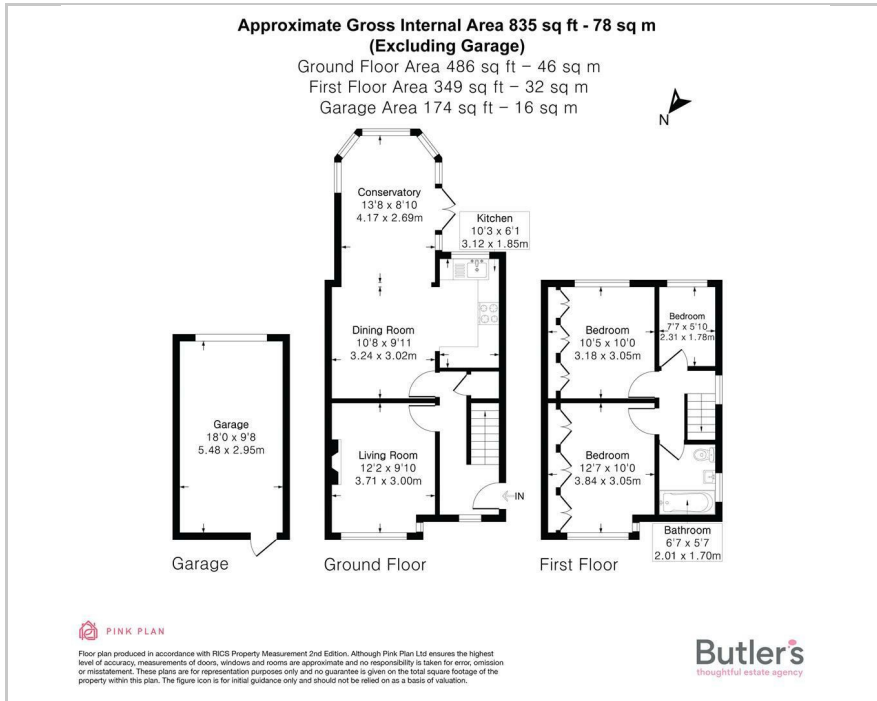 Approximate Gross Internal Area 835 sq ft - 78 sq m
(Excluding Garage)
Ground Floor Area 486 sq ft – 46 sq m
First Floor Area 349 sq ft – 32 sq m
Garage Area 174 sq ft – 16 sq m
N
Conservatory
13'8 x 8'10
4.17 x 2.69m
Kitchen
10'3 x 6'1
3.12 x 1.85m
Dining Room
10'8 x 9'11
3.24 x 3.02m
Bedroom
10'5 x 10'0
3.18 x 3.05m
Bedroom
7'7 x 5'10
2.31 x 1.78m
Garage
18'0 x 9'8
5.48 x 2.95m
Living Room
12'2 x 9'10
3.71 x 3.00m
IN
Bedroom
12'7 x 10'0
3.84 x 3.05m
Bathroom
6'7 x 5'7
2.01 x 1.70m
Garage
Ground Floor
First Floor
PINK PLAN
Floor plan produced in accordance with RICS Property Measurement 2nd Edition. Although Pink Plan Ltd ensures the highest
level of accuracy, measurements of doors, windows and rooms are approximate and no responsibility is taken for error, omission
or misstatement. These plans are for representation purposes only and no guarantee is given on the total square footage of the
property within this plan. The figure icon is for initial guidance only and should not be relied on as a basis of valuation.
Butler's
thoughtful estate agency